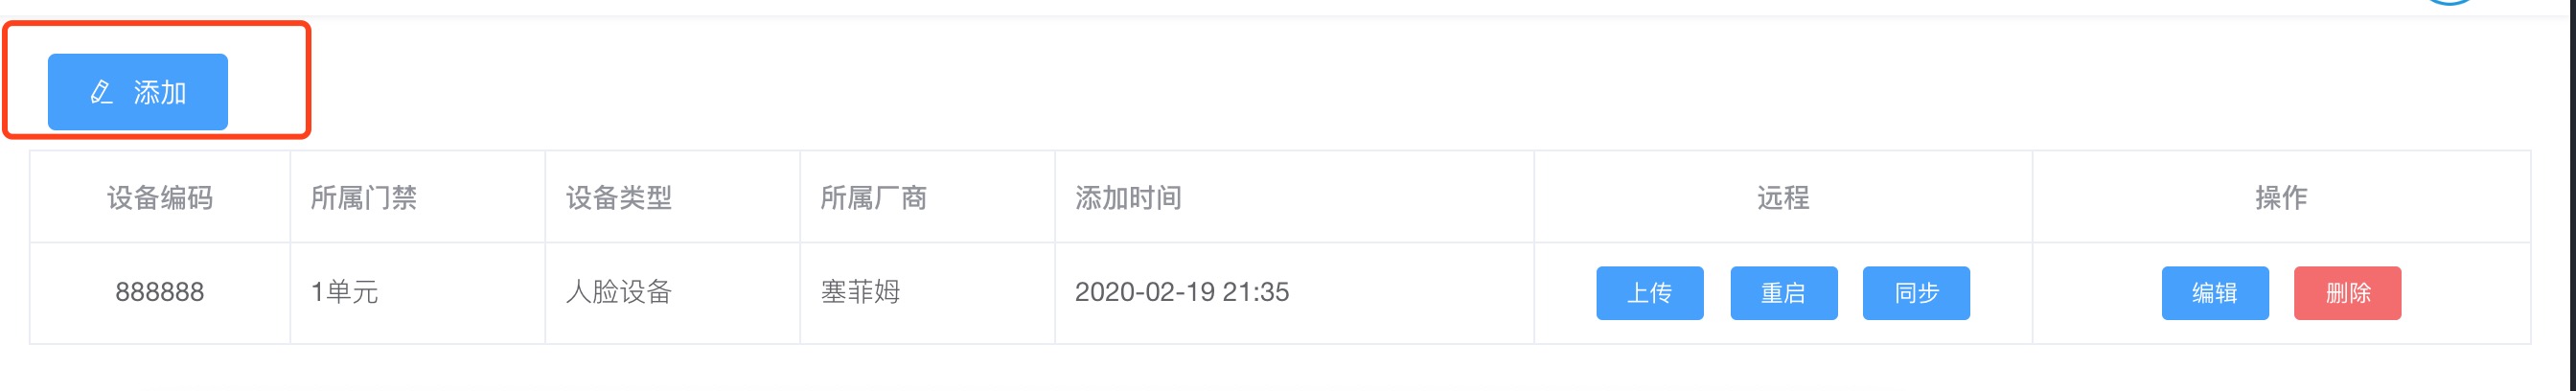 添加
设备编码 所属门禁 设备类型 所属厂商 添加时间 远程 操作
888888 1单元 人脸设备 塞菲姆 2020-02-19 21:35 上传 重启 同步 编辑 删除